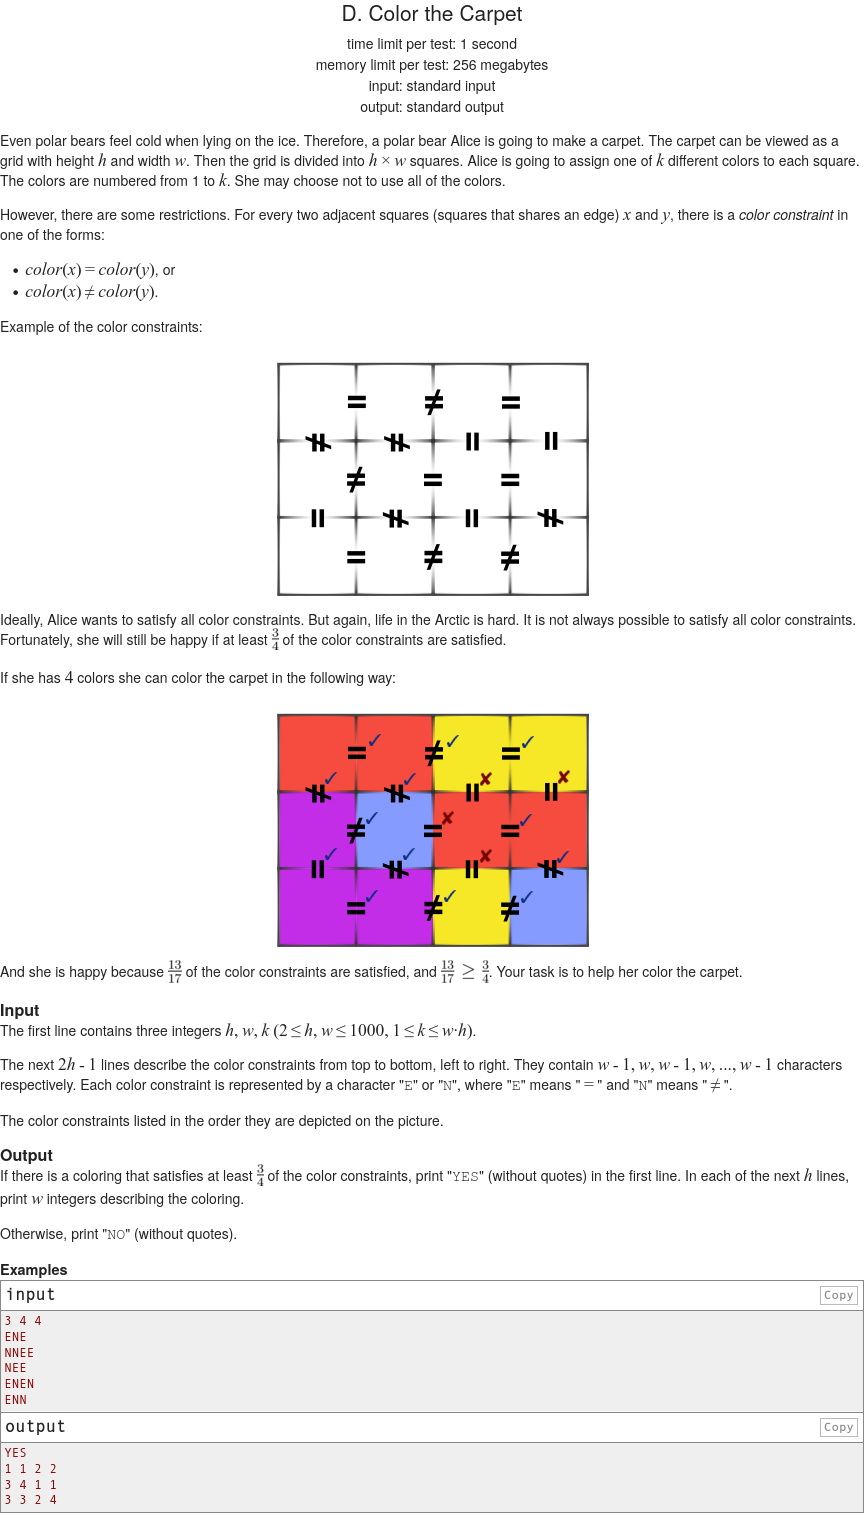 D. Color the Carpet
time limit per test: 1 second
memory limit per test: 256 megabytes
input: standard input
output: standard output
Even polar bears feel cold when lying on the ice. Therefore, a polar bear Alice is going to make a carpet. The carpet can be viewed as a
grid with height h and width w. Then the grid is divided into h × w squares. Alice is going to assign one of k different colors to each square.
The colors are numbered from 1 to k. She may choose not to use all of the colors.
However, there are some restrictions. For every two adjacent squares (squares that shares an edge) x and y, there is a color constraint in
one of the forms:
• color(x) = color(y), or
• color(x) ≠ color(y).
Example of the color constraints:
= ≠ =
≠ ≠ = =
≠ = =
= ≠ = ≠
= ≠ ≠
Ideally, Alice wants to satisfy all color constraints. But again, life in the Arctic is hard. It is not always possible to satisfy all color constraints.
Fortunately, she will still be happy if at least 3/4 of the color constraints are satisfied.
If she has 4 colors she can color the carpet in the following way:
=✓ ≠✓ =✓
≠✓ ≠✓ =✘ =✘
≠✓ =✘ =✓
=✓ ≠✓ =✘ ≠✓
=✓ ≠✓ ≠✓
And she is happy because 13/17 of the color constraints are satisfied, and 13/17 ≥ 3/4. Your task is to help her color the carpet.
Input
The first line contains three integers h, w, k (2 ≤ h, w ≤ 1000, 1 ≤ k ≤ w·h).
The next 2h - 1 lines describe the color constraints from top to bottom, left to right. They contain w - 1, w, w - 1, w, ..., w - 1 characters
respectively. Each color constraint is represented by a character "E" or "N", where "E" means " = " and "N" means " ≠ ".
The color constraints listed in the order they are depicted on the picture.
Output
If there is a coloring that satisfies at least 3/4 of the color constraints, print "YES" (without quotes) in the first line. In each of the next h lines,
print w integers describing the coloring.
Otherwise, print "NO" (without quotes).
Examples
input Copy
3 4 4
ENE
NNEE
NEE
ENEN
ENN
output Copy
YES
1 1 2 2
3 4 1 1
3 3 2 4